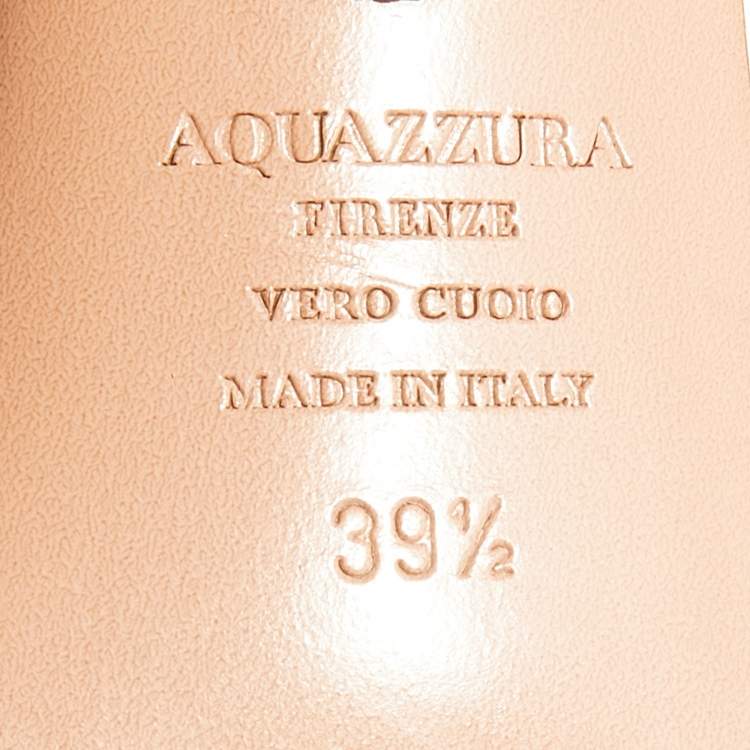 AQUAZZURA
FIRENZE
VERO CUOIO
MADE IN ITALY
39½